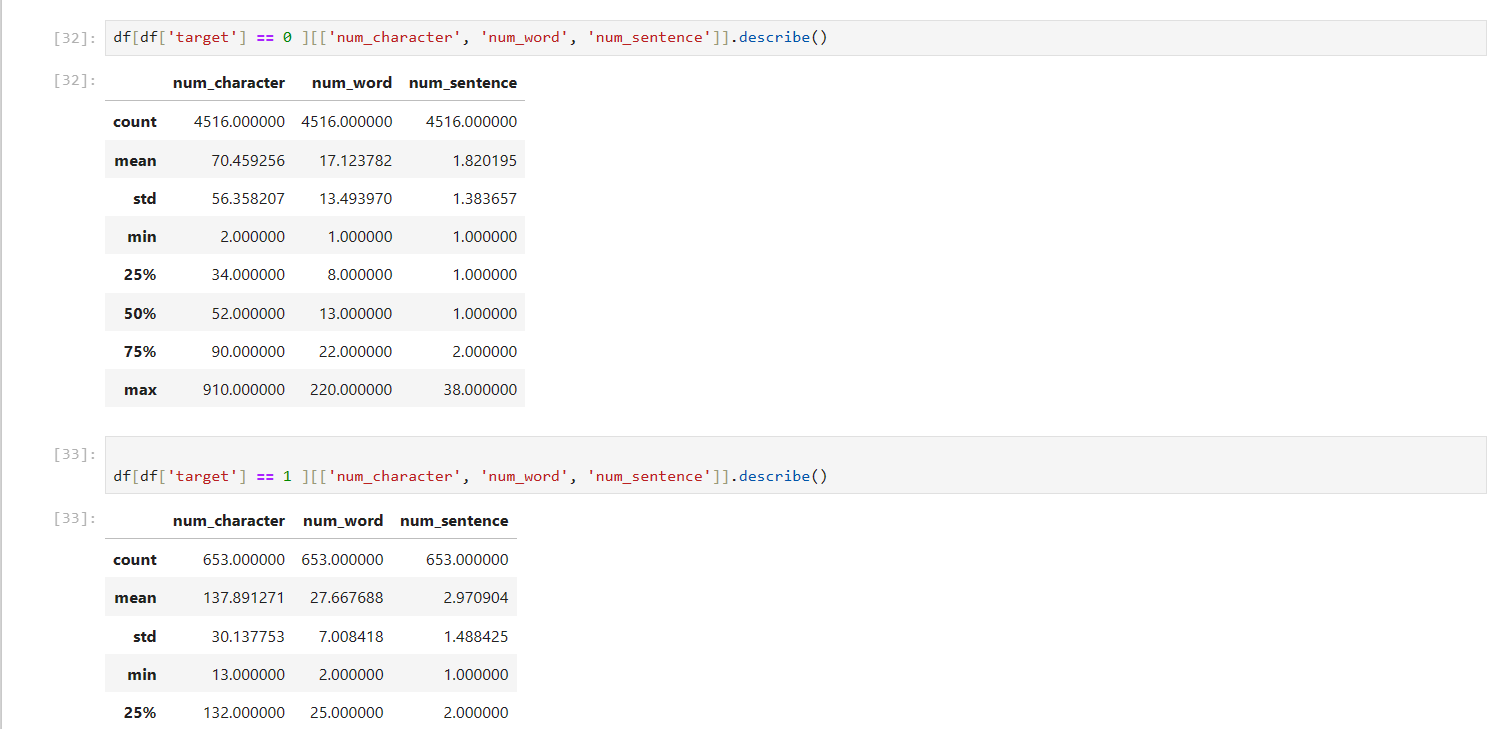 [32]: df[df['target'] == 0 ][['num_character', 'num_word', 'num_sentence']].describe()
[32]:
num_character num_word num_sentence
count 4516.000000 4516.000000 4516.000000
mean 70.459256 17.123782 1.820195
std 56.358207 13.493970 1.383657
min 2.000000 1.000000 1.000000
25% 34.000000 8.000000 1.000000
50% 52.000000 13.000000 1.000000
75% 90.000000 22.000000 2.000000
max 910.000000 220.000000 38.000000
[33]:
df[df['target'] == 1 ][['num_character', 'num_word', 'num_sentence']].describe()
[33]:
num_character num_word num_sentence
count 653.000000 653.000000 653.000000
mean 137.891271 27.667688 2.970904
std 30.137753 7.008418 1.488425
min 13.000000 2.000000 1.000000
25% 132.000000 25.000000 2.000000